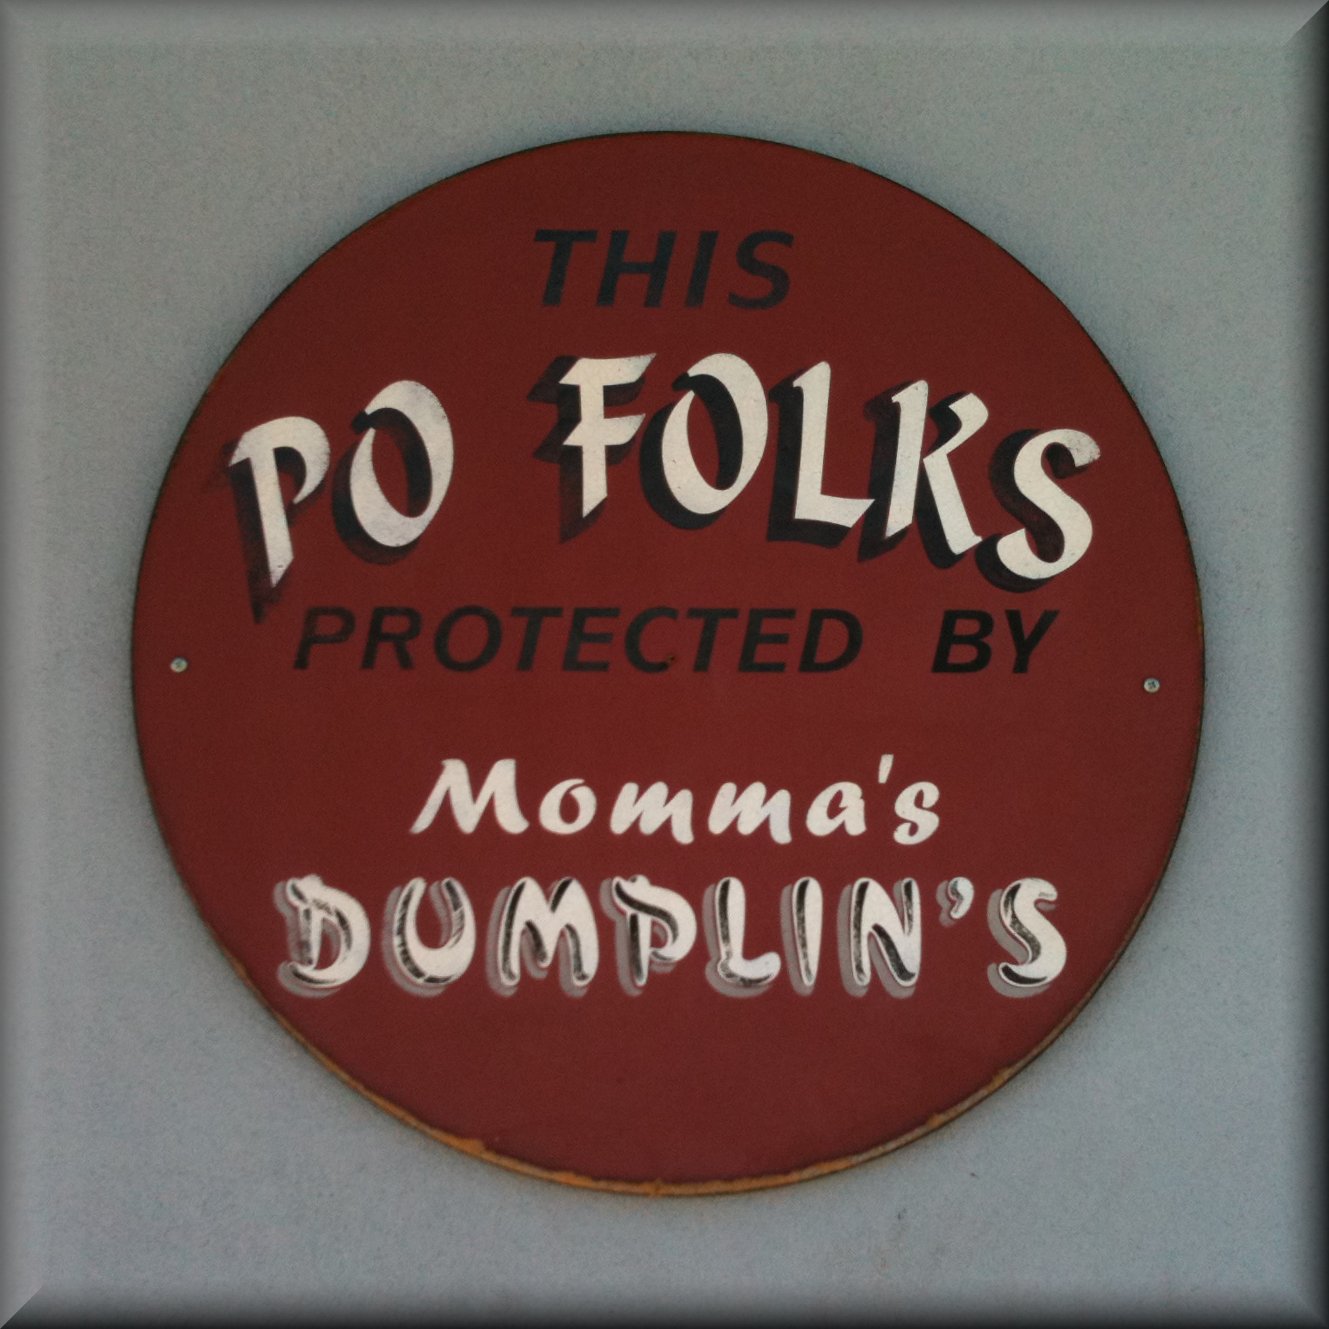 THIS
PO FOLKS
PROTECTED BY
Momma's
DUMPLIN'S